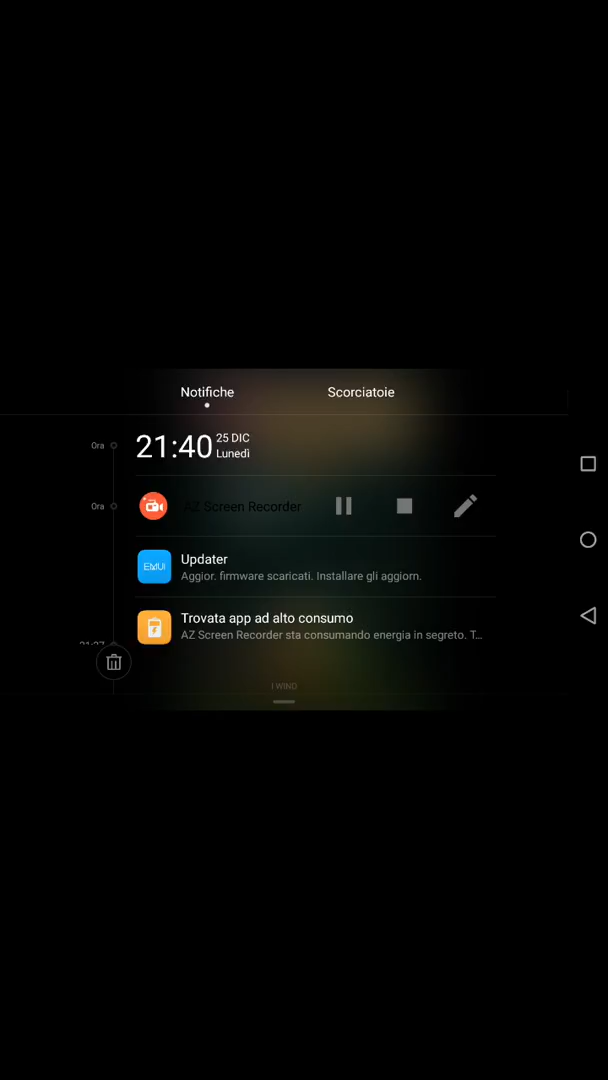 Notifiche
Scorciatoie
Ora
21:40
25 DIC
Lunedì
Ora
AZ Screen Recorder
EMUI
Updater
Aggior. firmware scaricati. Installare gli aggiorn.
Trovata app ad alto consumo
AZ Screen Recorder sta consumando energia in segreto. T...
I WIND